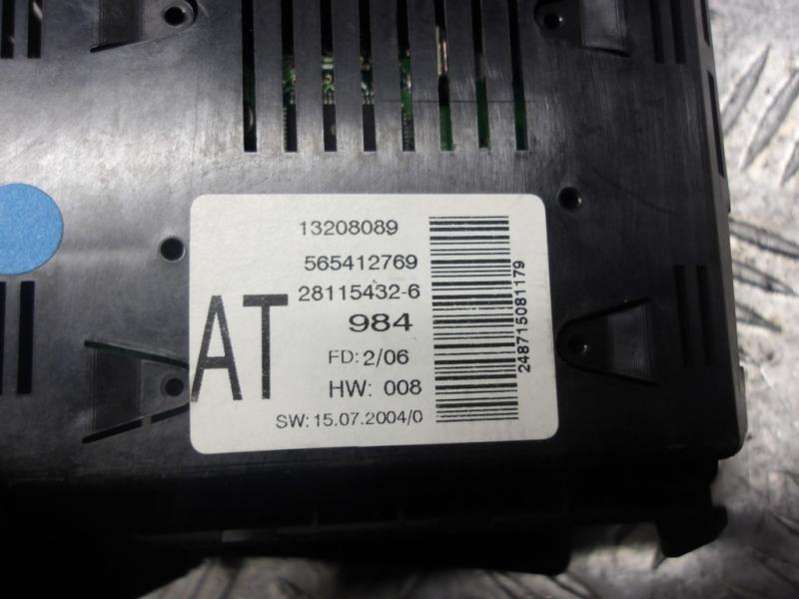 13208089
565412769
28115432-6
984
AT
FD: 2/06
HW: 008
SW: 15.07.2004/0
248715081179